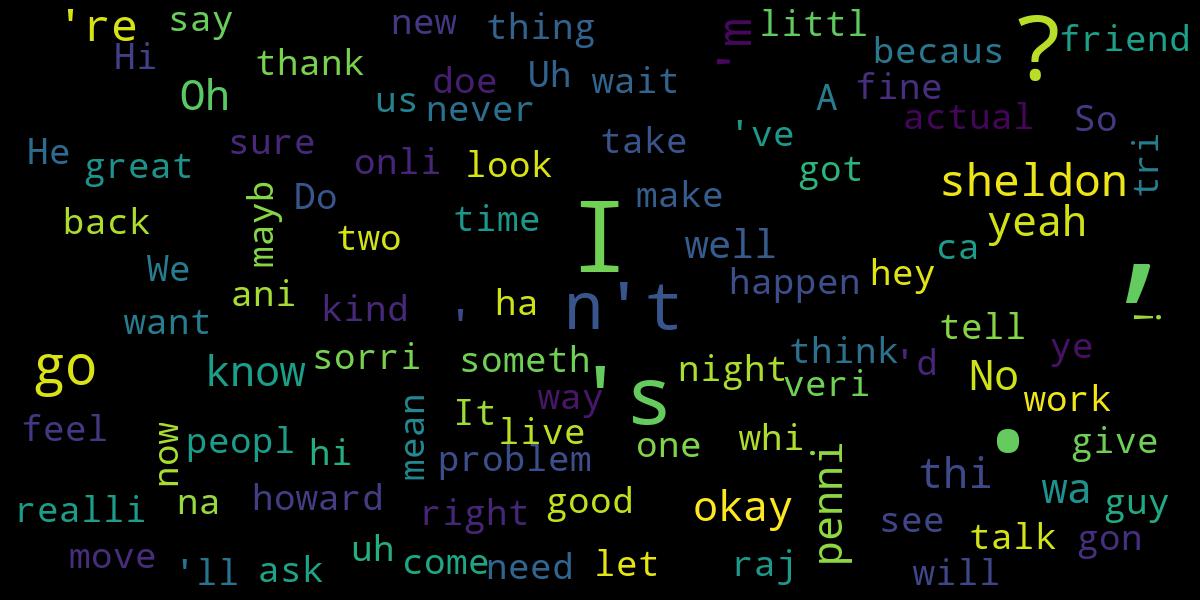 're
say
new
thing
'm
littl
?
friend
Hi
thank
becaus
Oh
us
doe
never
Uh
wait
A
fine
actual
So
He
great
sure
onli
look
take
've
got
tri
sheldon
back
mayb
Do
two
time
I
make
well
yeah
ca
We
ani
want
kind
'
ha
n't
happen
hey
,
!
tell
go
know
sorri
someth
's
night
think
'd
ye
veri
No
work
feel
now
peopl
hi
mean
It
way
live
problem
one
whi
penni
.
give
thi
realli
na
howard
right
good
okay
see
wa
guy
move
'll
ask
uh
come
need
let
raj
talk
gon
will